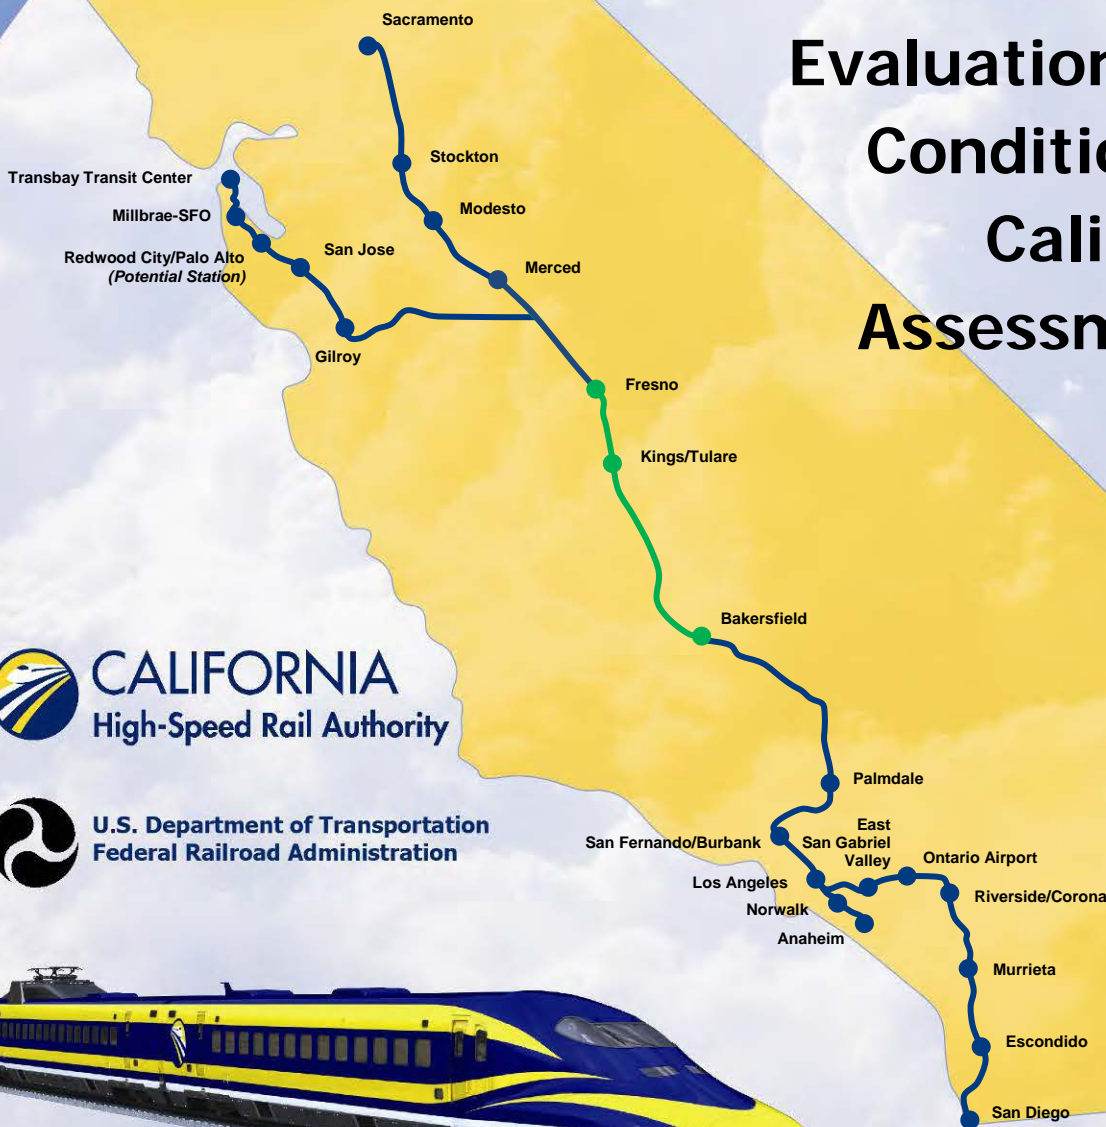 Evaluation
Conditio
Cali
Assessm
Sacramento
Stockton
Transbay Transit Center
Modesto
Millbrae-SFO
Redwood City/Palo Alto
(Potential Station)
San Jose
Merced
Gilroy
Fresno
Kings/Tulare
Bakersfield
CALIFORNIA
High-Speed Rail Authority
Palmdale
U.S. Department of Transportation
Federal Railroad Administration
San Fernando/Burbank
East
San Gabriel
Valley
Ontario Airport
Los Angeles
Riverside/Corona
Norwalk
Anaheim
Murrieta
Escondido
San Diego